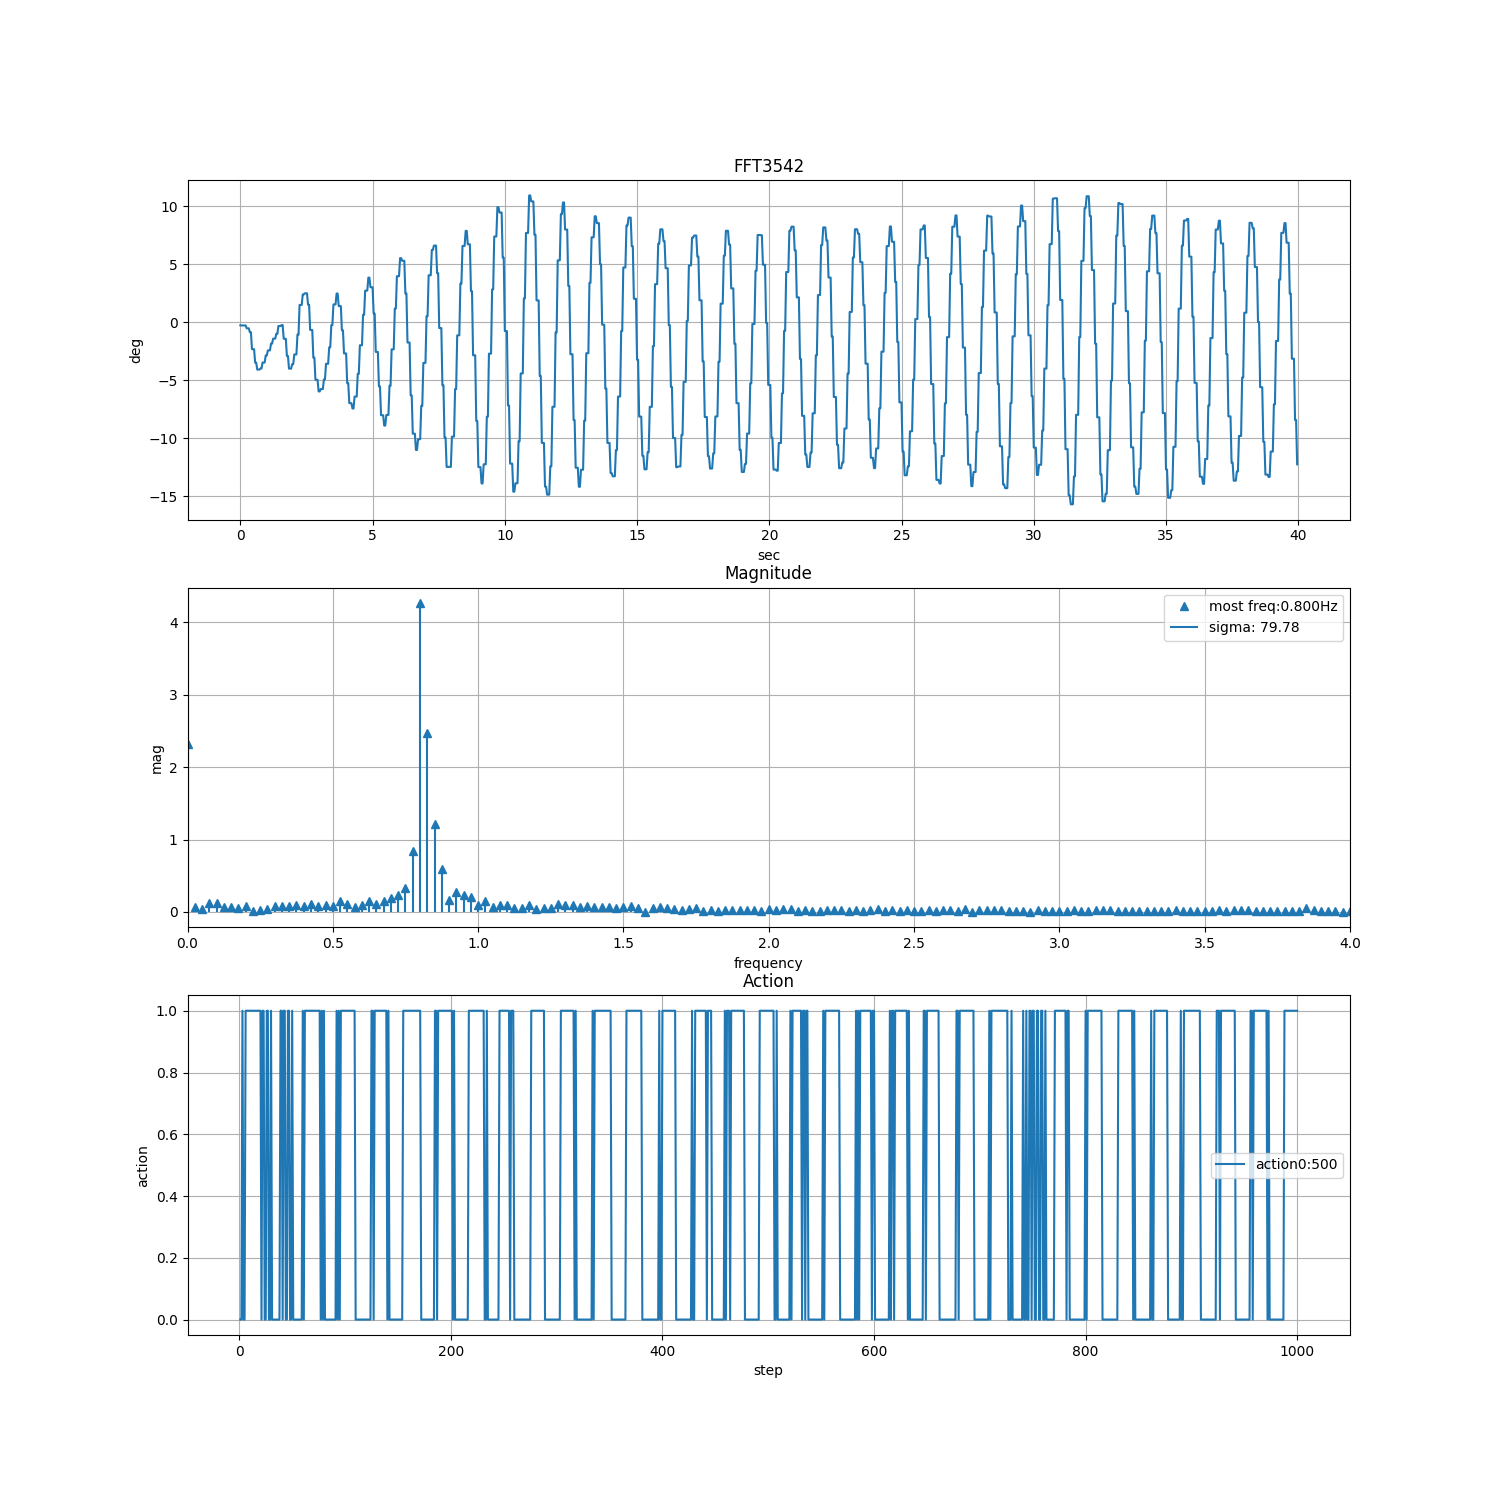 FFT3542
10
5
0
−5
−10
−15
deg
0 5 10 15 20 25 30 35 40
sec
Magnitude
most freq:0.800Hz
sigma: 79.78
4
3
2
1
0
mag
0.0 0.5 1.0 1.5 2.0 2.5 3.0 3.5 4.0
frequency
Action
1.0
0.8
0.6
0.4
0.2
0.0
action
action0:500
0 200 400 600 800 1000
step